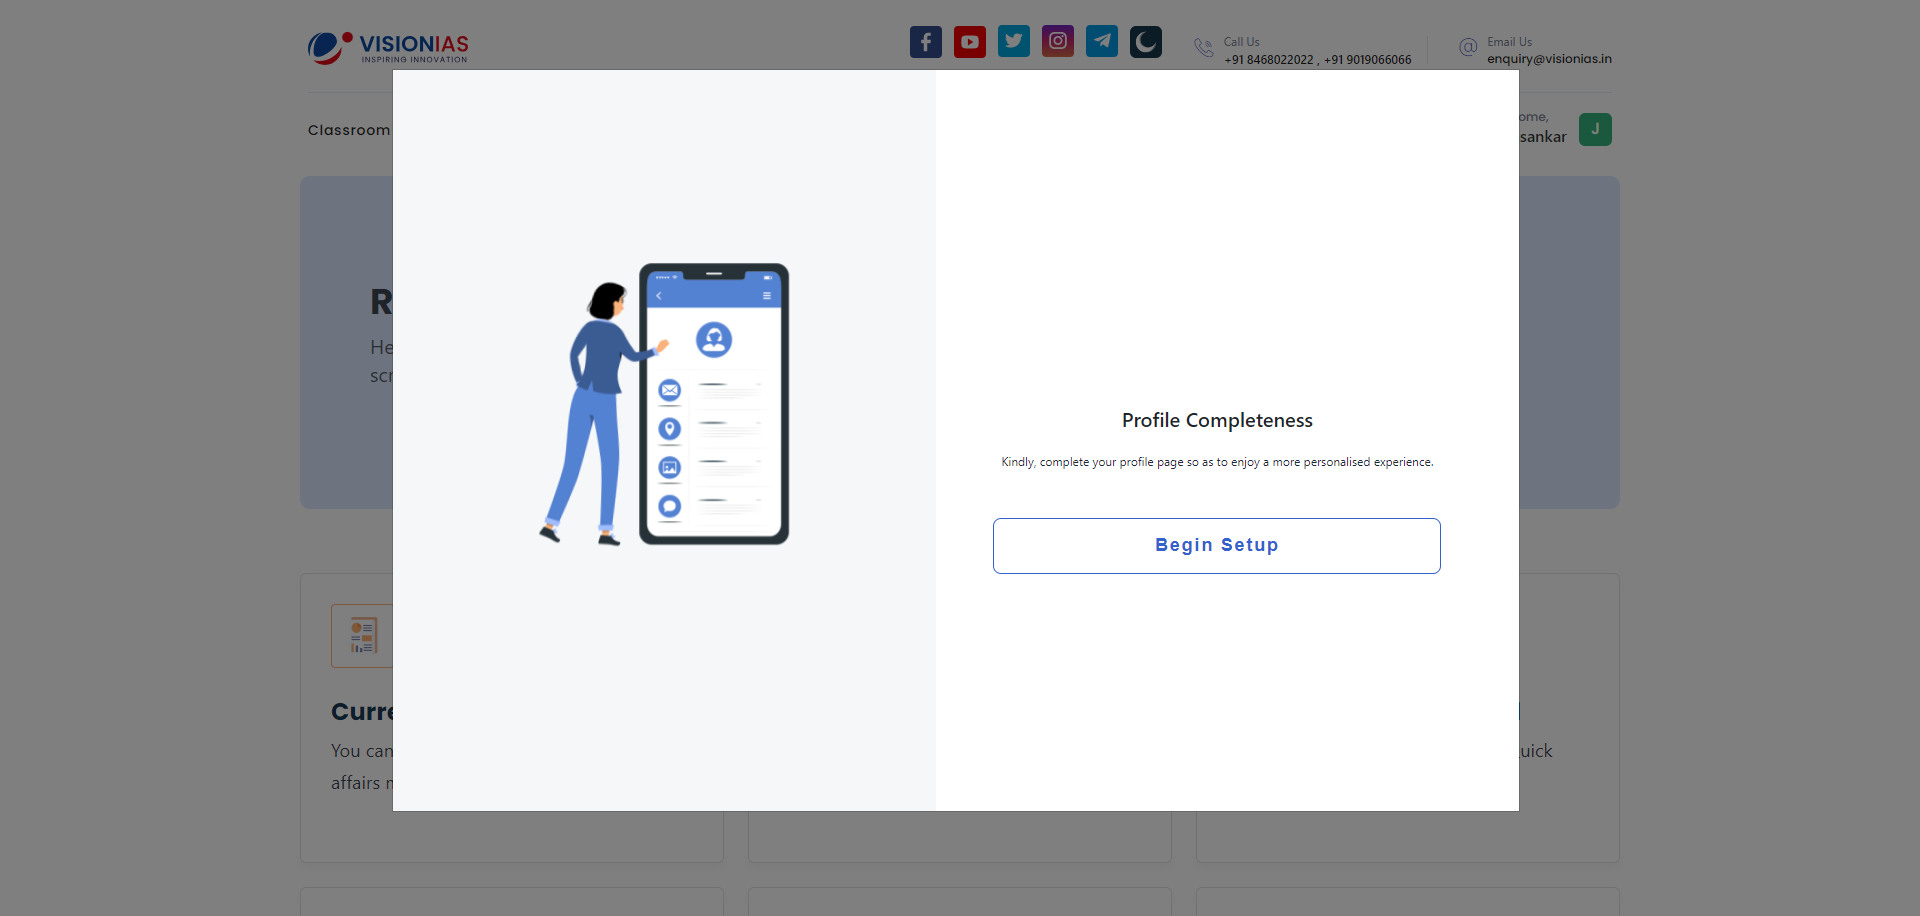 VISIONIAS
INSPIRING INNOVATION
Call Us
+91 8468022022 , +91 9019066066
Email Us
enquiry@visionias.in
Classroom
ome,
sankar
J
R
He
scr
Profile Completeness
Kindly, complete your profile page so as to enjoy a more personalised experience.
Begin Setup
Curre
You can
uick
affairs